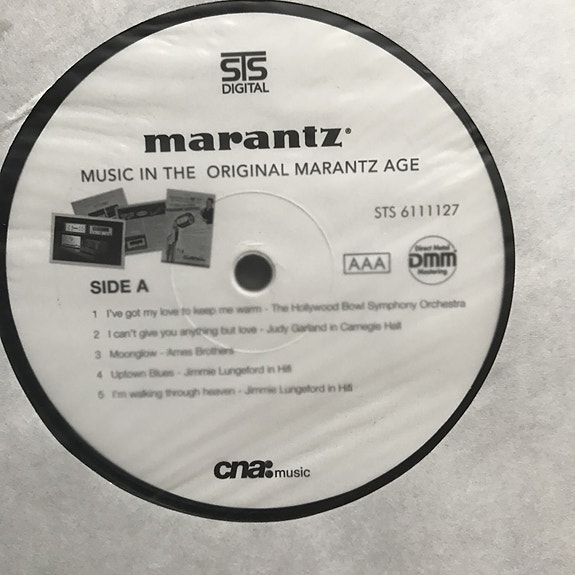 STS
DIGITAL
marantz®
MUSIC IN THE ORIGINAL MARANTZ AGE
STS 6111127
AAA
Direct Metal
DMM
Mastering
SIDE A
1 I've got my love to keep me warm - The Hollywood Bowl Symphony Orchestra
2 I can't give you anything but love - Judy Garland in Carnegie Hall
3 Moonglow - Ames Brothers
4 Uptown Blues - Jimmie Lungeford in Hifi
5 I'm walking through heaven - Jimmie Lungeford in Hifi
cna: music